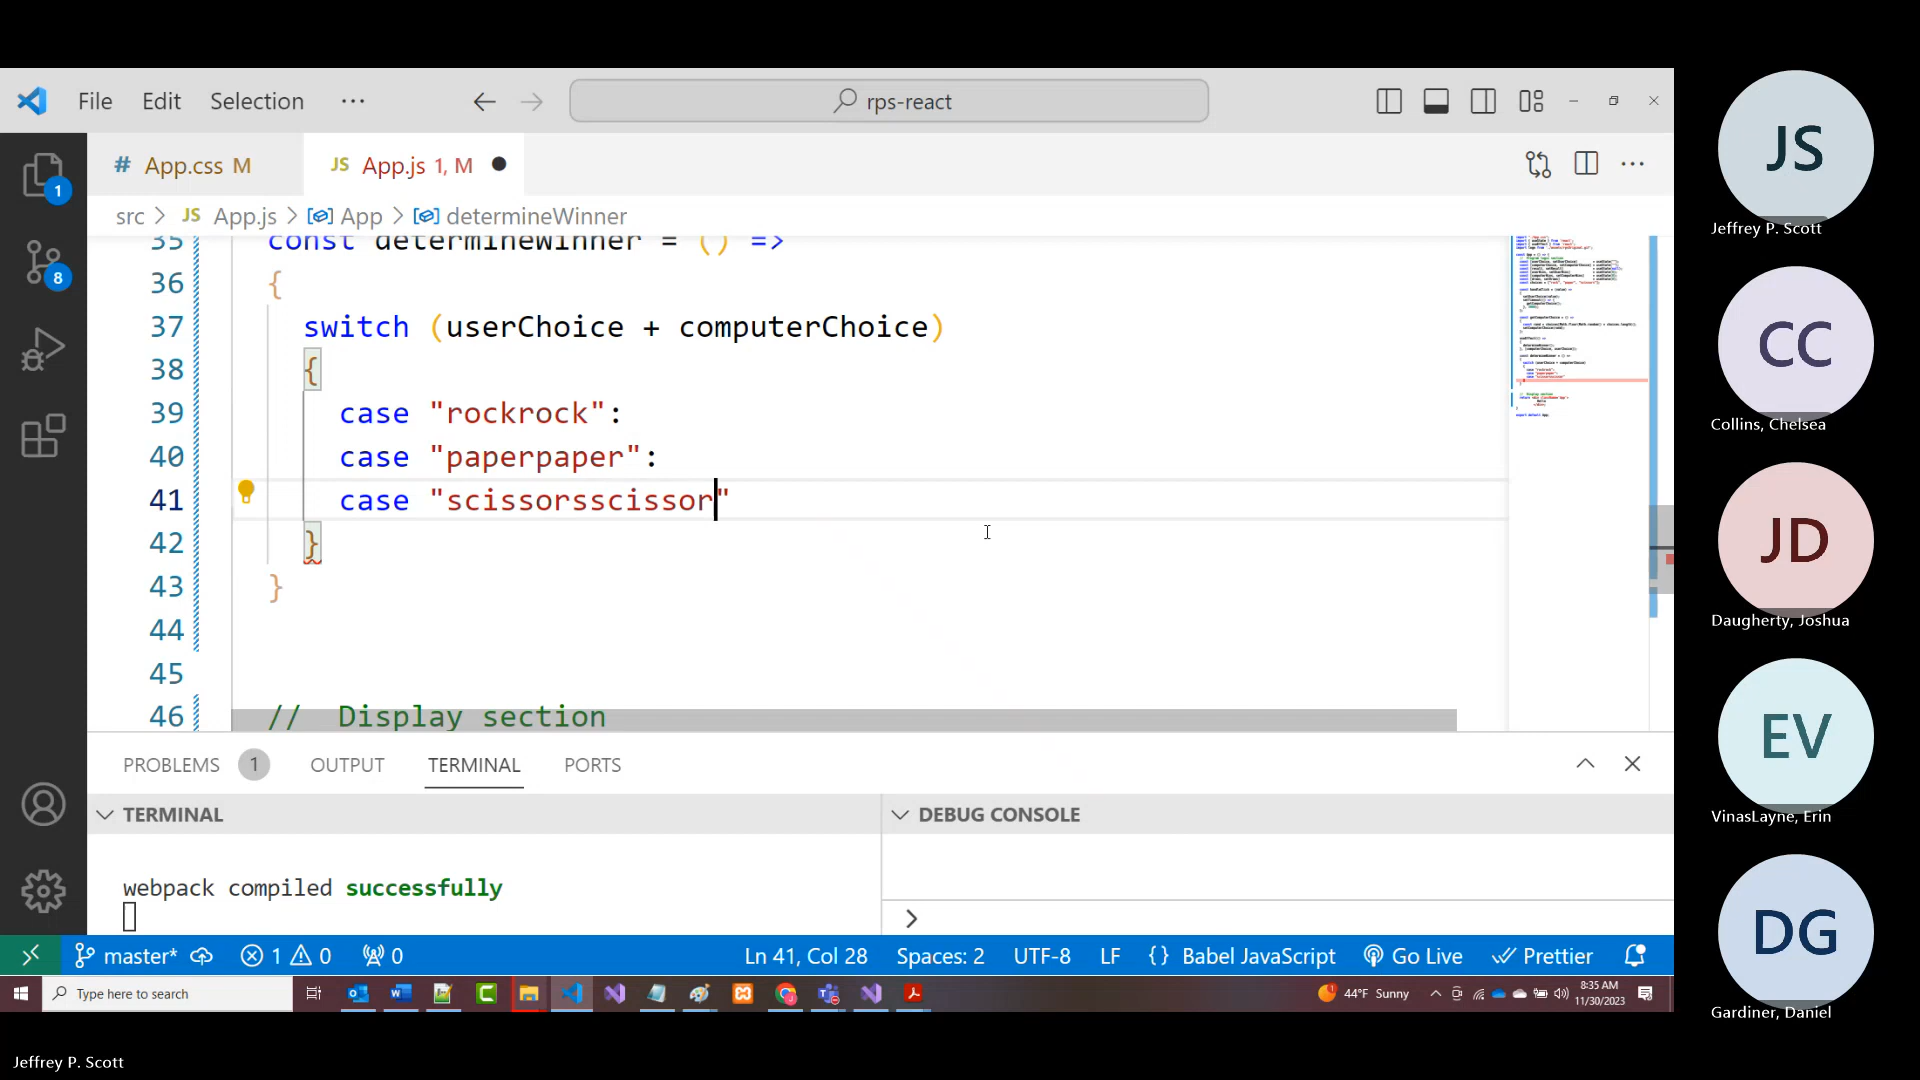 File Edit Selection ···
rps-react
# App.css M
JS App.js 1, M
src > JS App.js > App > determineWinner
35 const determineWinner = () =>
36 {
37 switch (userChoice + computerChoice)
38 {
39 case "rockrock":
40 case "paperpaper":
41 case "scissorsscissor"
42 }
43 }
44
45
46 // Display section
1
8
PROBLEMS 1 OUTPUT TERMINAL PORTS
TERMINAL
webpack compiled successfully
DEBUG CONSOLE
>
master* 1 0 0
Ln 41, Col 28 Spaces: 2 UTF-8 LF {} Babel JavaScript Go Live Prettier
Type here to search
44°F Sunny
8:35 AM
11/30/2023
JS
Jeffrey P. Scott
CC
Collins, Chelsea
JD
Daugherty, Joshua
EV
VinasLayne, Erin
DG
Gardiner, Daniel
Jeffrey P. Scott